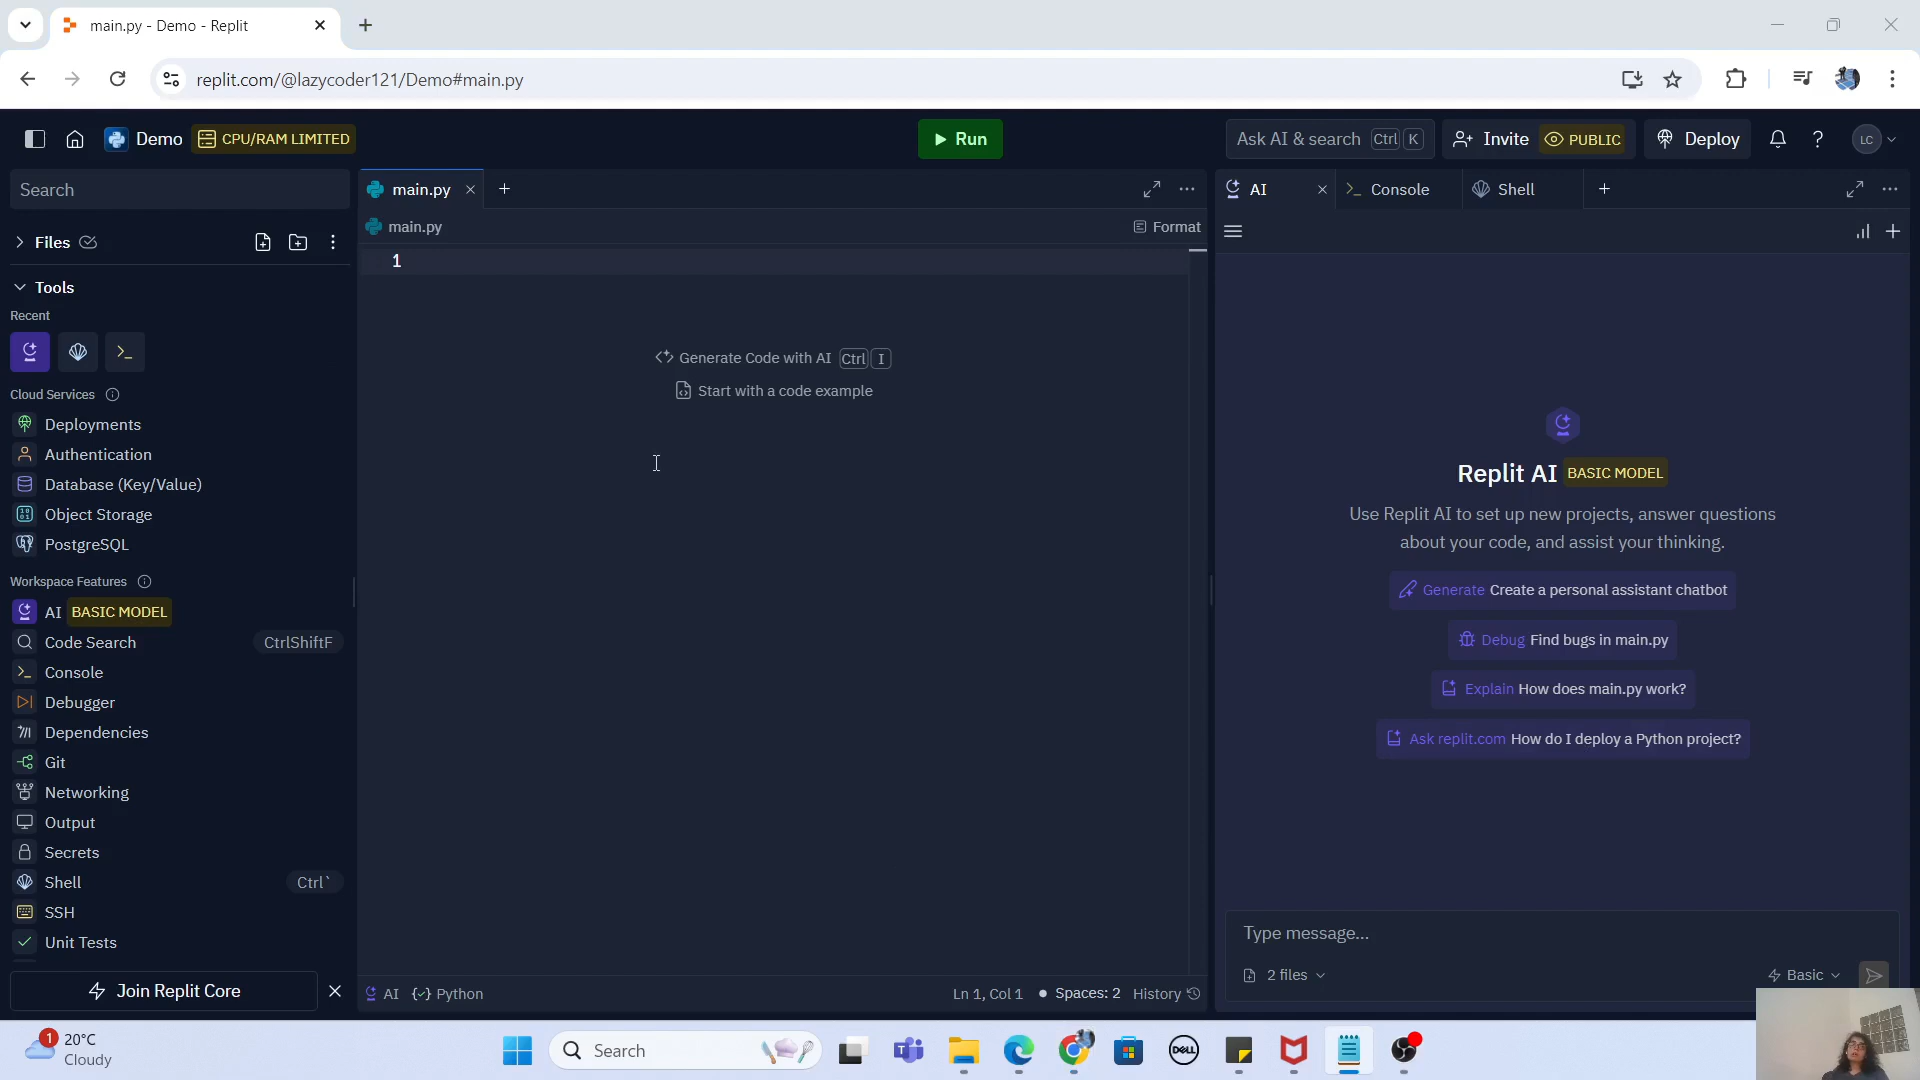 main.py - Demo - Replit
replit.com/@lazycoder121/Demo#main.py
Demo CPU/RAM LIMITED Run Ask AI & search Ctrl K Invite PUBLIC Deploy ? LC
Search
main.py
AI Console Shell
main.py Format
Files
1
Tools
Recent
Generate Code with AI Ctrl I
Start with a code example
Cloud Services
Deployments
Authentication
Database (Key/Value)
Object Storage
PostgreSQL
Workspace Features
AI BASIC MODEL
Code Search CtrlShiftF
Console
Debugger
Dependencies
Git
Networking
Output
Secrets
Shell Ctrl`
SSH
Unit Tests
Join Replit Core
Replit AI BASIC MODEL
Use Replit AI to set up new projects, answer questions
about your code, and assist your thinking.
Generate Create a personal assistant chatbot
Debug Find bugs in main.py
Explain How does main.py work?
Ask replit.com How do I deploy a Python project?
Type message...
2 files Basic
AI Python Ln 1, Col 1 Spaces: 2 History
1 20°C
Cloudy
Search
DELL